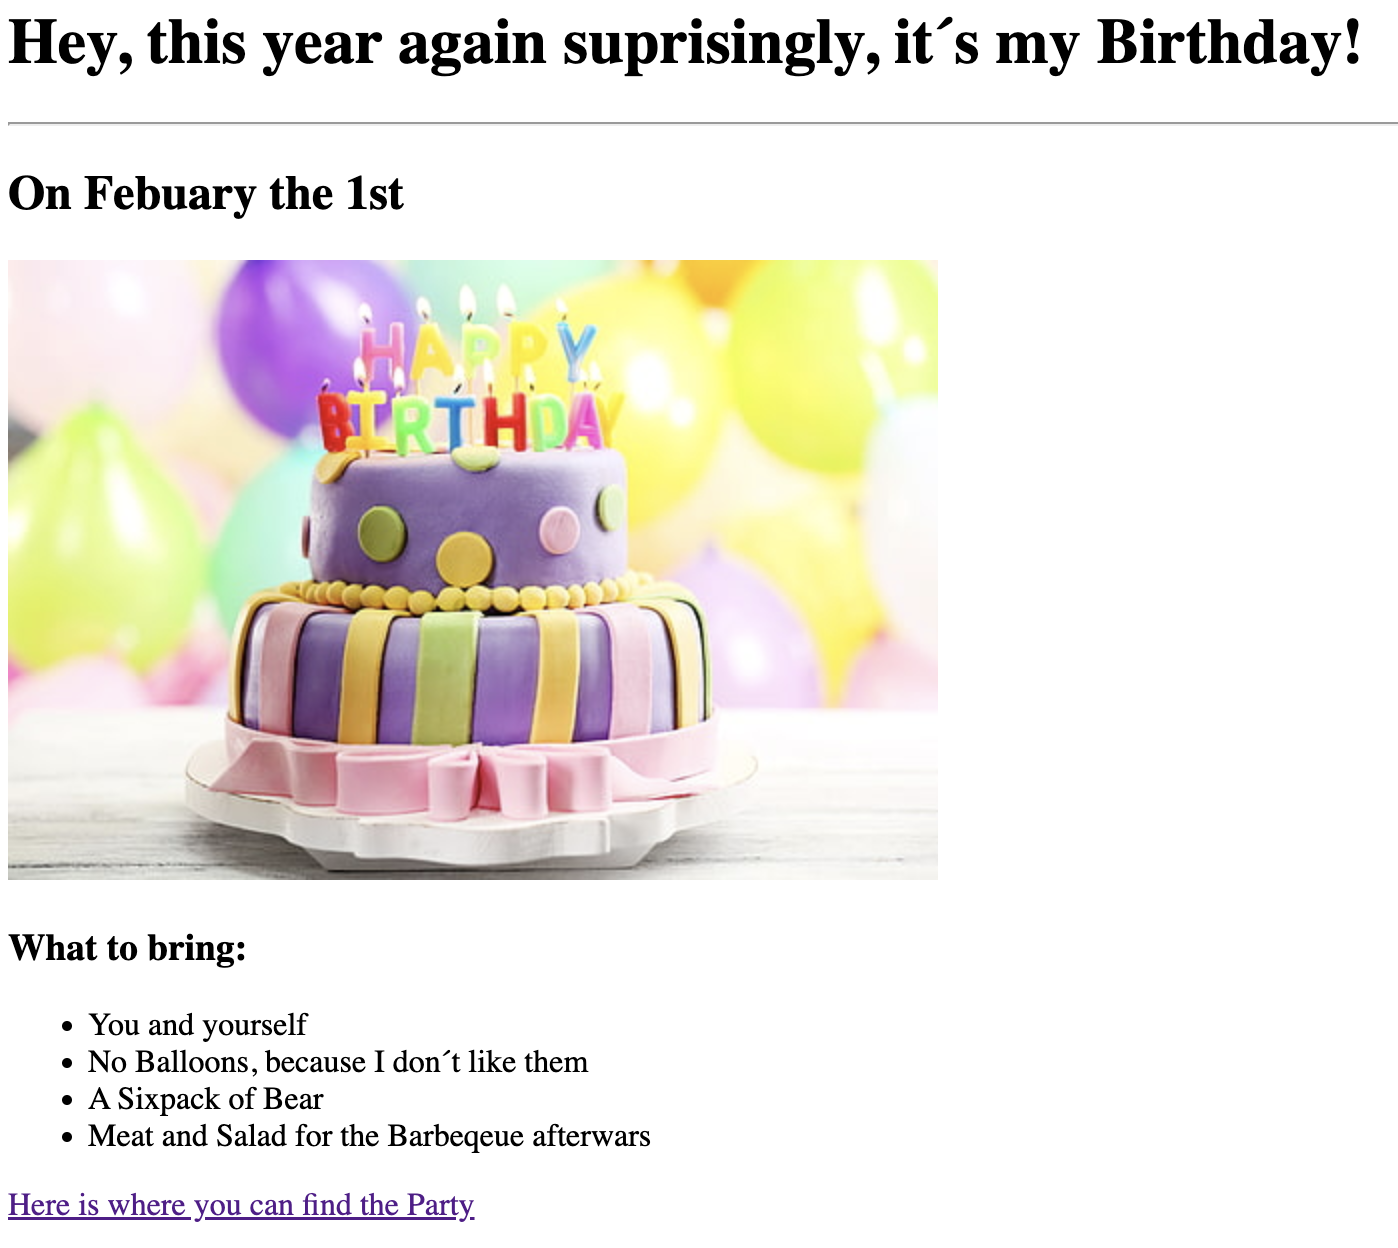 Hey, this year again suprisingly, it´s my Birthday!
On Febuary the 1st
HAPPY
BIRTHDAY
What to bring:
You and yourself
No Balloons, because I don´t like them
A Sixpack of Bear
Meat and Salad for the Barbeqeue afterwars
Here is where you can find the Party